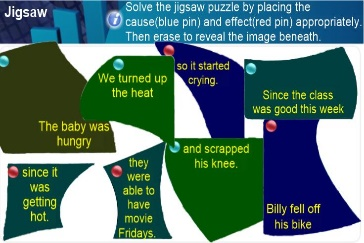 Jigsaw
Solve the jigsaw puzzle by placing the
cause(blue pin) and effect(red pin) appropriately.
Then erase to reveal the image beneath.
We turned up
the heat
so it started
crying.
Since the class
was good this week
The baby was
hungry
since it
was
getting
hot.
they
were
able to
have
movie
Fridays.
and scrapped
his knee.
Billy fell off
his bike